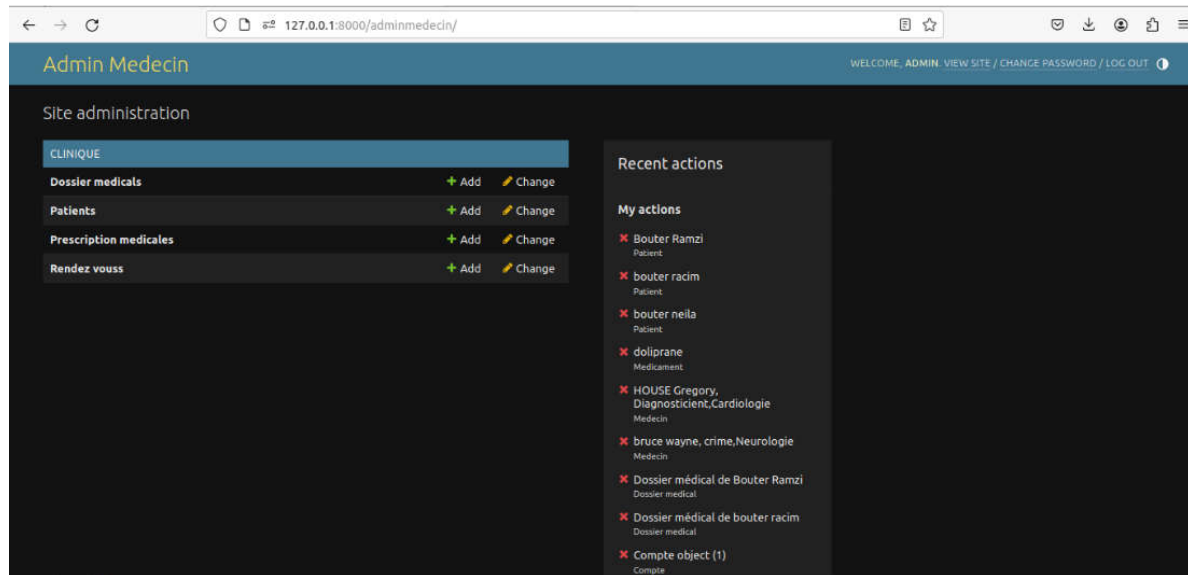 127.0.0.1:8000/adminmedecin/
Admin Medecin
WELCOME, ADMIN. VIEW SITE / CHANGE PASSWORD / LOG OUT
Site administration
CLINIQUE
Dossier medicals + Add Change
Patients + Add Change
Prescription medicales + Add Change
Rendez vouss + Add Change
Recent actions
My actions
Bouter Ramzi
Patient
bouter racim
Patient
bouter neila
Patient
doliprane
Medicament
HOUSE Gregory,
Diagnosticient,Cardiologie
Medecin
bruce wayne, crime,Neurologie
Medecin
Dossier médical de Bouter Ramzi
Dossier medical
Dossier médical de bouter racim
Dossier medical
Compte object (1)
Compte